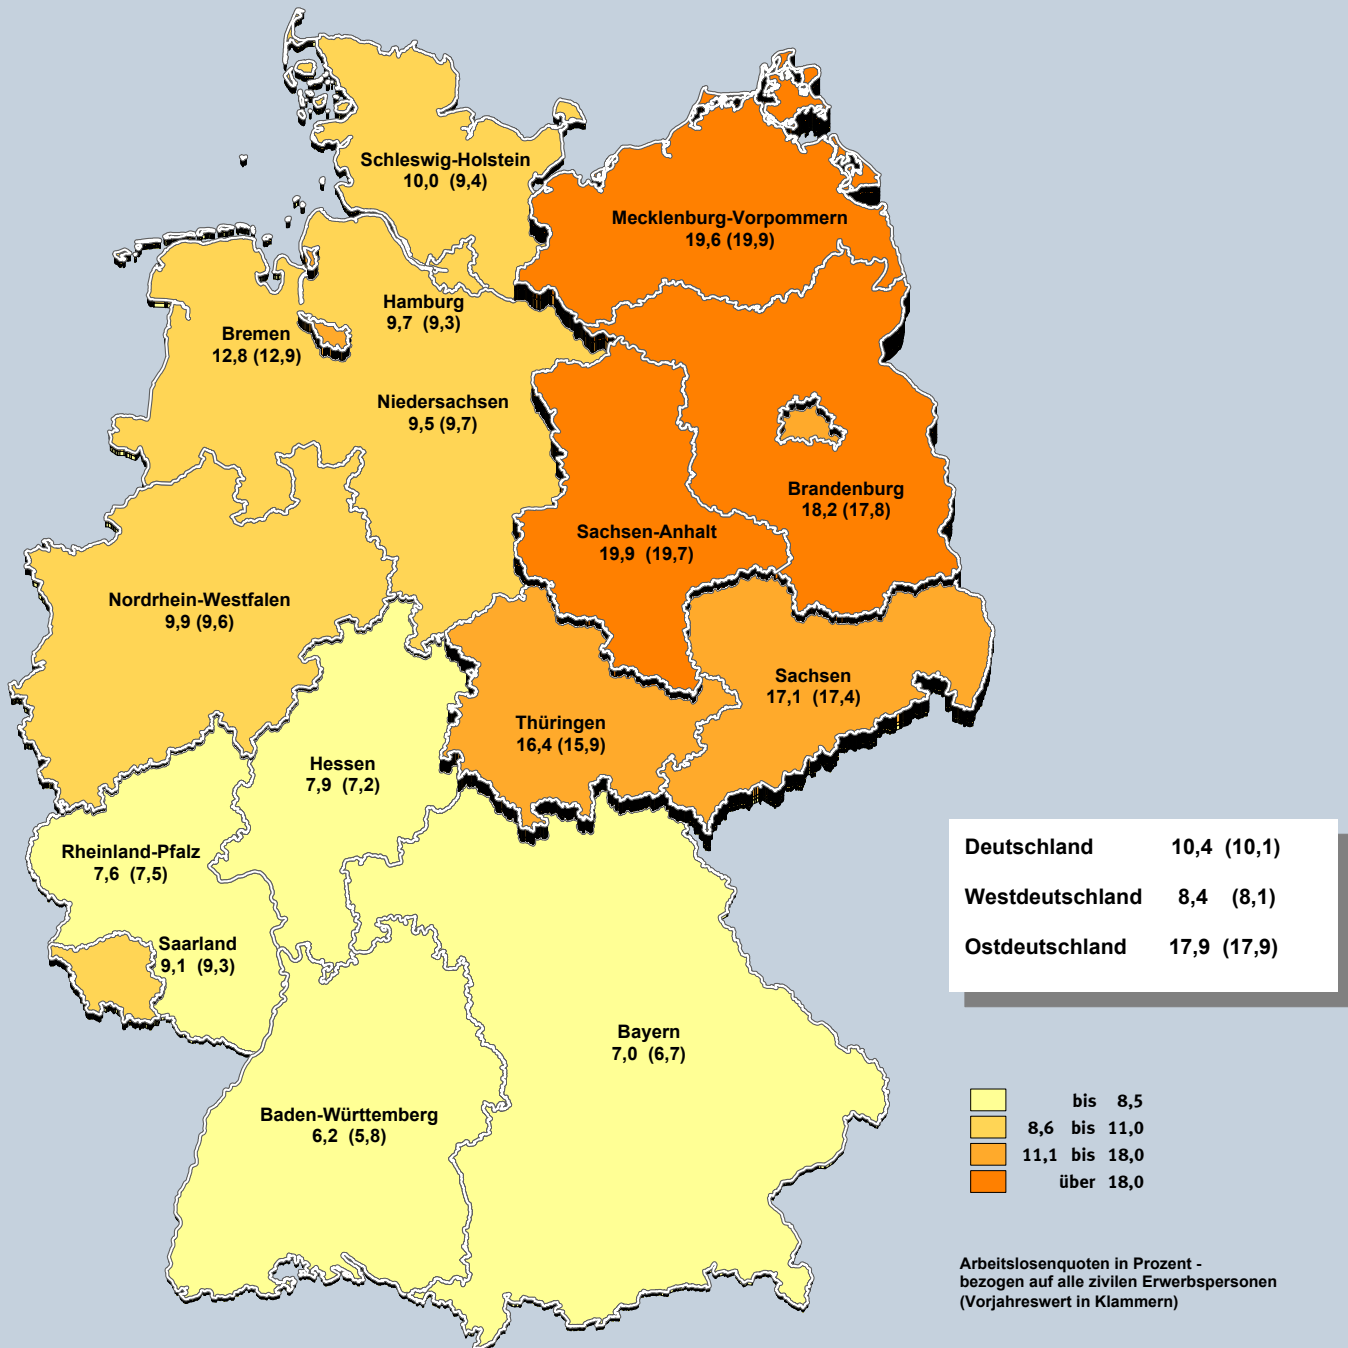 Schleswig-Holstein
10,0 (9,4)
Mecklenburg-Vorpommern
19,6 (19,9)
Hamburg
9,7 (9,3)
Bremen
12,8 (12,9)
Niedersachsen
9,5 (9,7)
Brandenburg
18,2 (17,8)
Sachsen-Anhalt
19,9 (19,7)
Nordrhein-Westfalen
9,9 (9,6)
Sachsen
17,1 (17,4)
Thüringen
16,4 (15,9)
Hessen
7,9 (7,2)
Rheinland-Pfalz
7,6 (7,5)
Saarland
9,1 (9,3)
Bayern
7,0 (6,7)
Baden-Württemberg
6,2 (5,8)
Deutschland 10,4 (10,1)
Westdeutschland 8,4 (8,1)
Ostdeutschland 17,9 (17,9)
bis 8,5
8,6 bis 11,0
11,1 bis 18,0
über 18,0
Arbeitslosenquoten in Prozent -
bezogen auf alle zivilen Erwerbspersonen
(Vorjahreswert in Klammern)